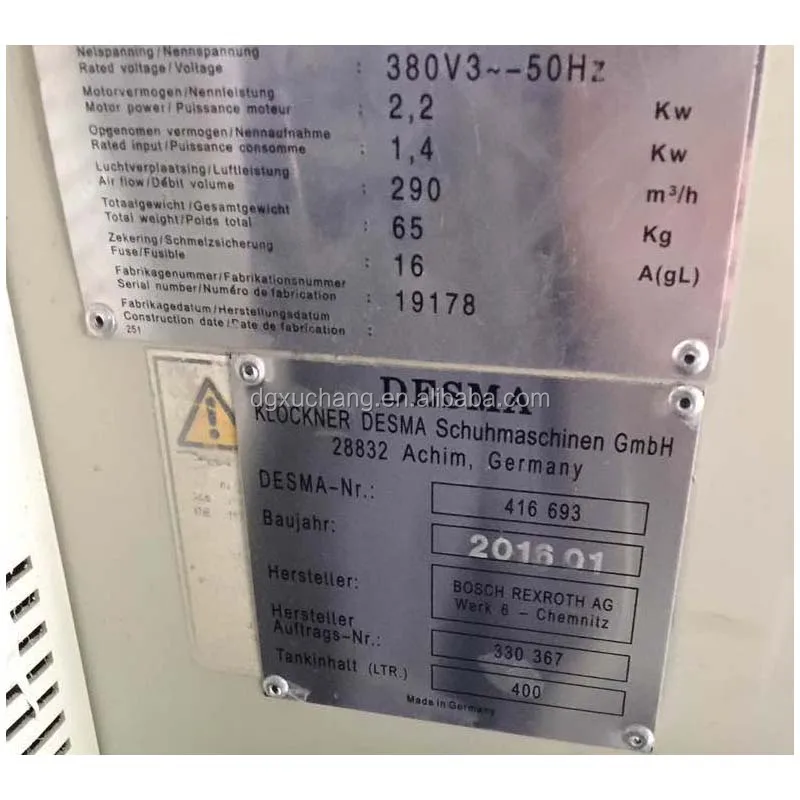 Netspanning/Nennspannung
Rated voltage/Voltage : 380V3~-50Hz
Motorvermogen/Nennleistung
Motor power/Puissance moteur : 2,2 Kw
Opgenomen vermogen/Nennaufnahme
Rated input/Puissance consomme : 1,4 Kw
Luchtverplaatsing/Luftleistung
Air flow/Débit volume : 290 m³/h
Totaalgewicht/Gesamtgewicht
Total weight/Poids total : 65 Kg
Zekering/Schmelzsicherung
Fuse/Fusible : 16 A(gL)
Fabrikagenummer/Fabrikationsnummer
Serial number/Numéro de fabrication : 19178
Fabrikagedatum/Herstellungsdatum
Construction date/Date de fabrication :
251
DESMA
dgxuchang.en.alibaba.com
KLÖCKNER DESMA Schuhmaschinen GmbH
28832 Achim, Germany
DESMA-Nr.: 416 693
Baujahr: 2016 01
Hersteller: BOSCH REXROTH AG
Werk 6 - Chemnitz
Hersteller
Auftrags-Nr.: 330 367
Tankinhalt (LTR.) 400
Made in Germany